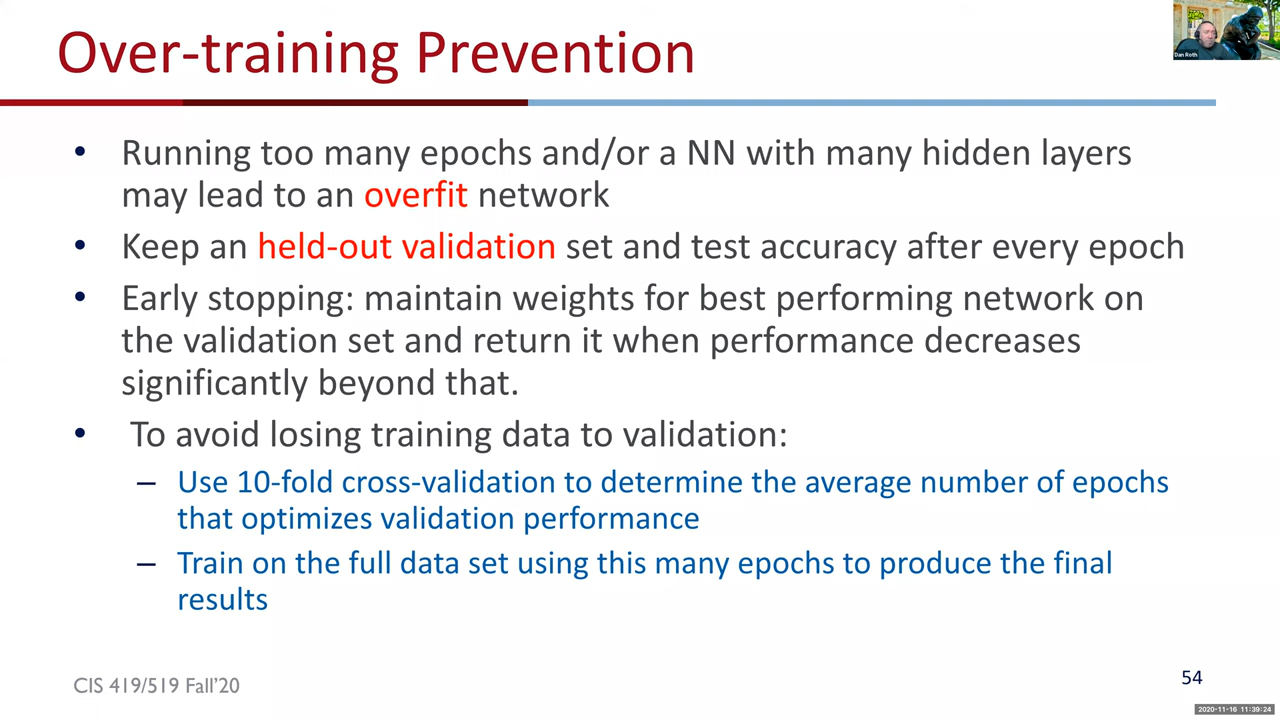 Over-training Prevention
Dan Roth
• Running too many epochs and/or a NN with many hidden layers
may lead to an overfit network
• Keep an held-out validation set and test accuracy after every epoch
• Early stopping: maintain weights for best performing network on
the validation set and return it when performance decreases
significantly beyond that.
• To avoid losing training data to validation:
– Use 10-fold cross-validation to determine the average number of epochs
that optimizes validation performance
– Train on the full data set using this many epochs to produce the final
results
CIS 419/519 Fall’20
54
2020-11-16 11:39:24